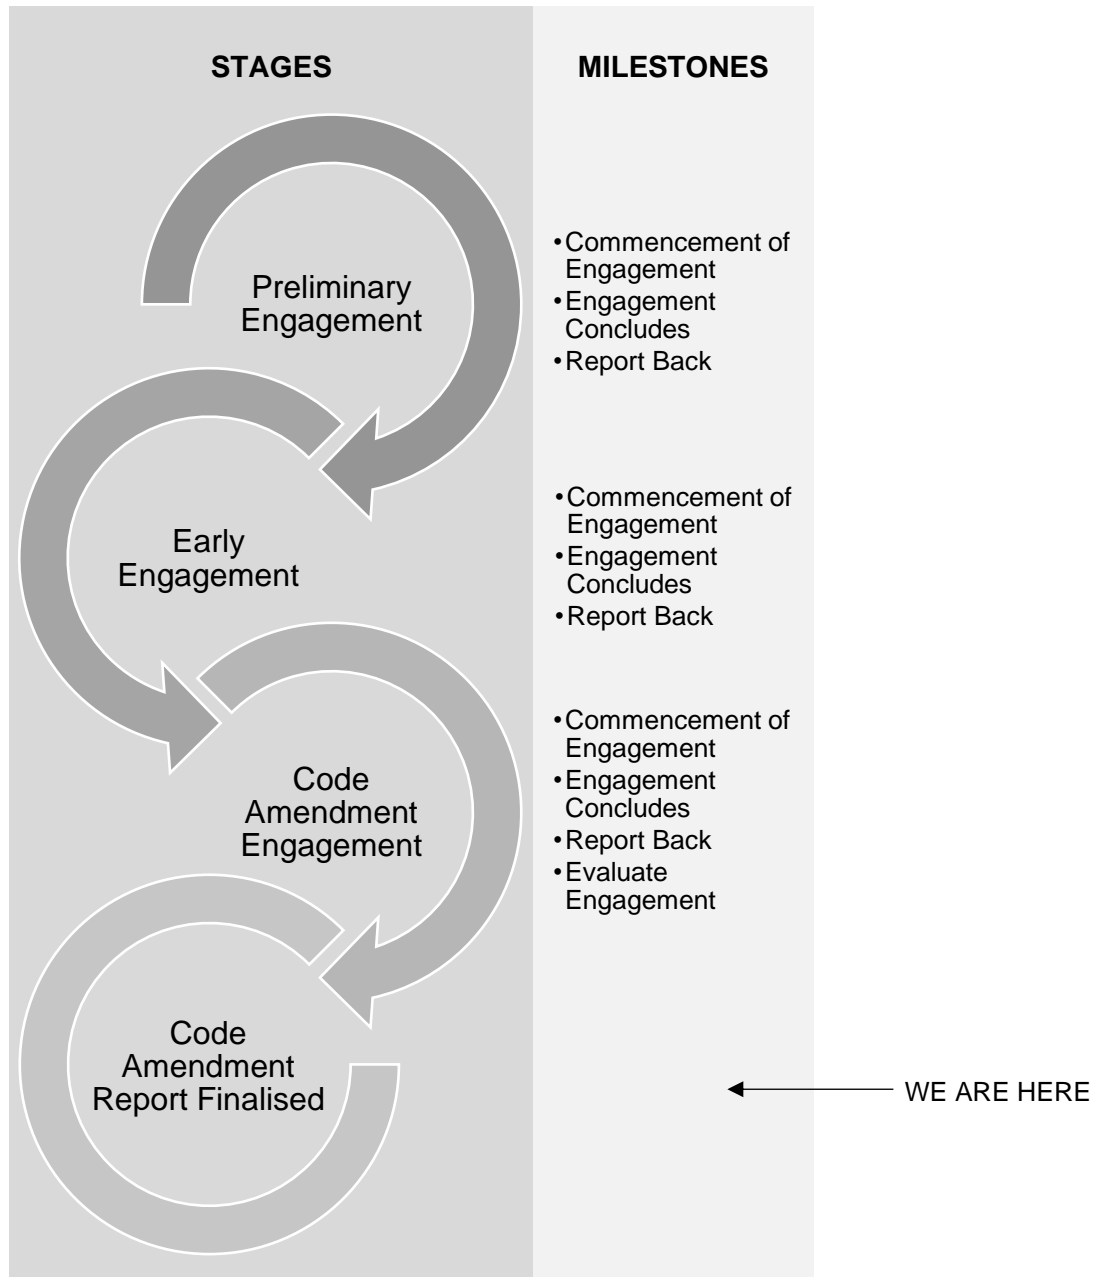 STAGES
MILESTONES
Preliminary
Engagement
•Commencement of
Engagement
•Engagement
Concludes
•Report Back
Early
Engagement
•Commencement of
Engagement
•Engagement
Concludes
•Report Back
Code
Amendment
Engagement
•Commencement of
Engagement
•Engagement
Concludes
•Report Back
•Evaluate
Engagement
Code
Amendment
Report Finalised
WE ARE HERE